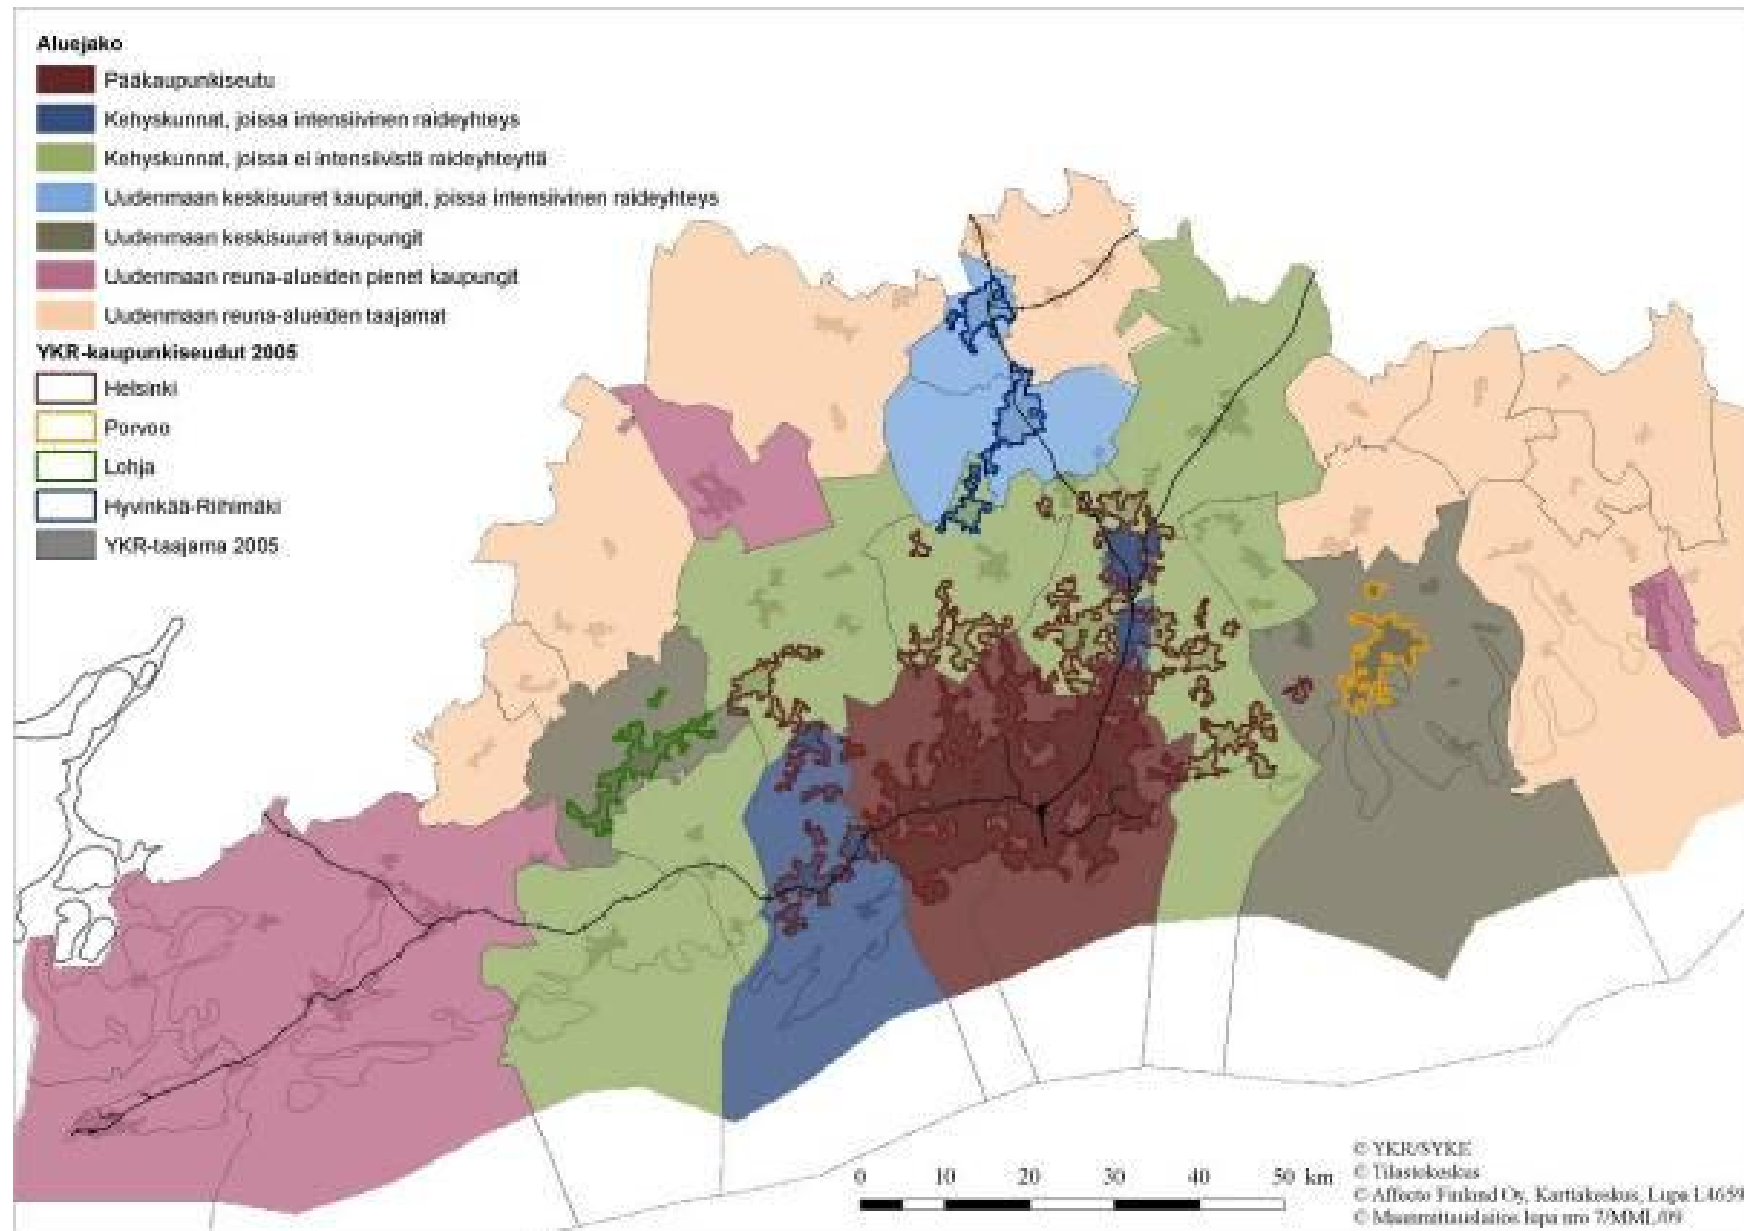 Aluejako
Pääkaupunkiseutu
Kehyskunnat, joissa intensiivinen raideyhteys
Kehyskunnat, joissa ei intensiivistä raideyhteyttä
Uudenmaan keskisuuret kaupungit, joissa intensiivinen raideyhteys
Uudenmaan keskisuuret kaupungit
Uudenmaan reuna-alueiden pienet kaupungit
Uudenmaan reuna-alueiden taajamat
YKR-kaupunkiseudut 2005
Helsinki
Porvoo
Lohja
Hyvinkää-Riihimäki
YKR-taajama 2005
0 10 20 30 40 50 km
© YKR/SYKE
© Tilastokeskus
© Affecto Finland Oy, Karttakeskus, Lupa L4659
© Maanmittauslaitos lupa nro 7/MML/09